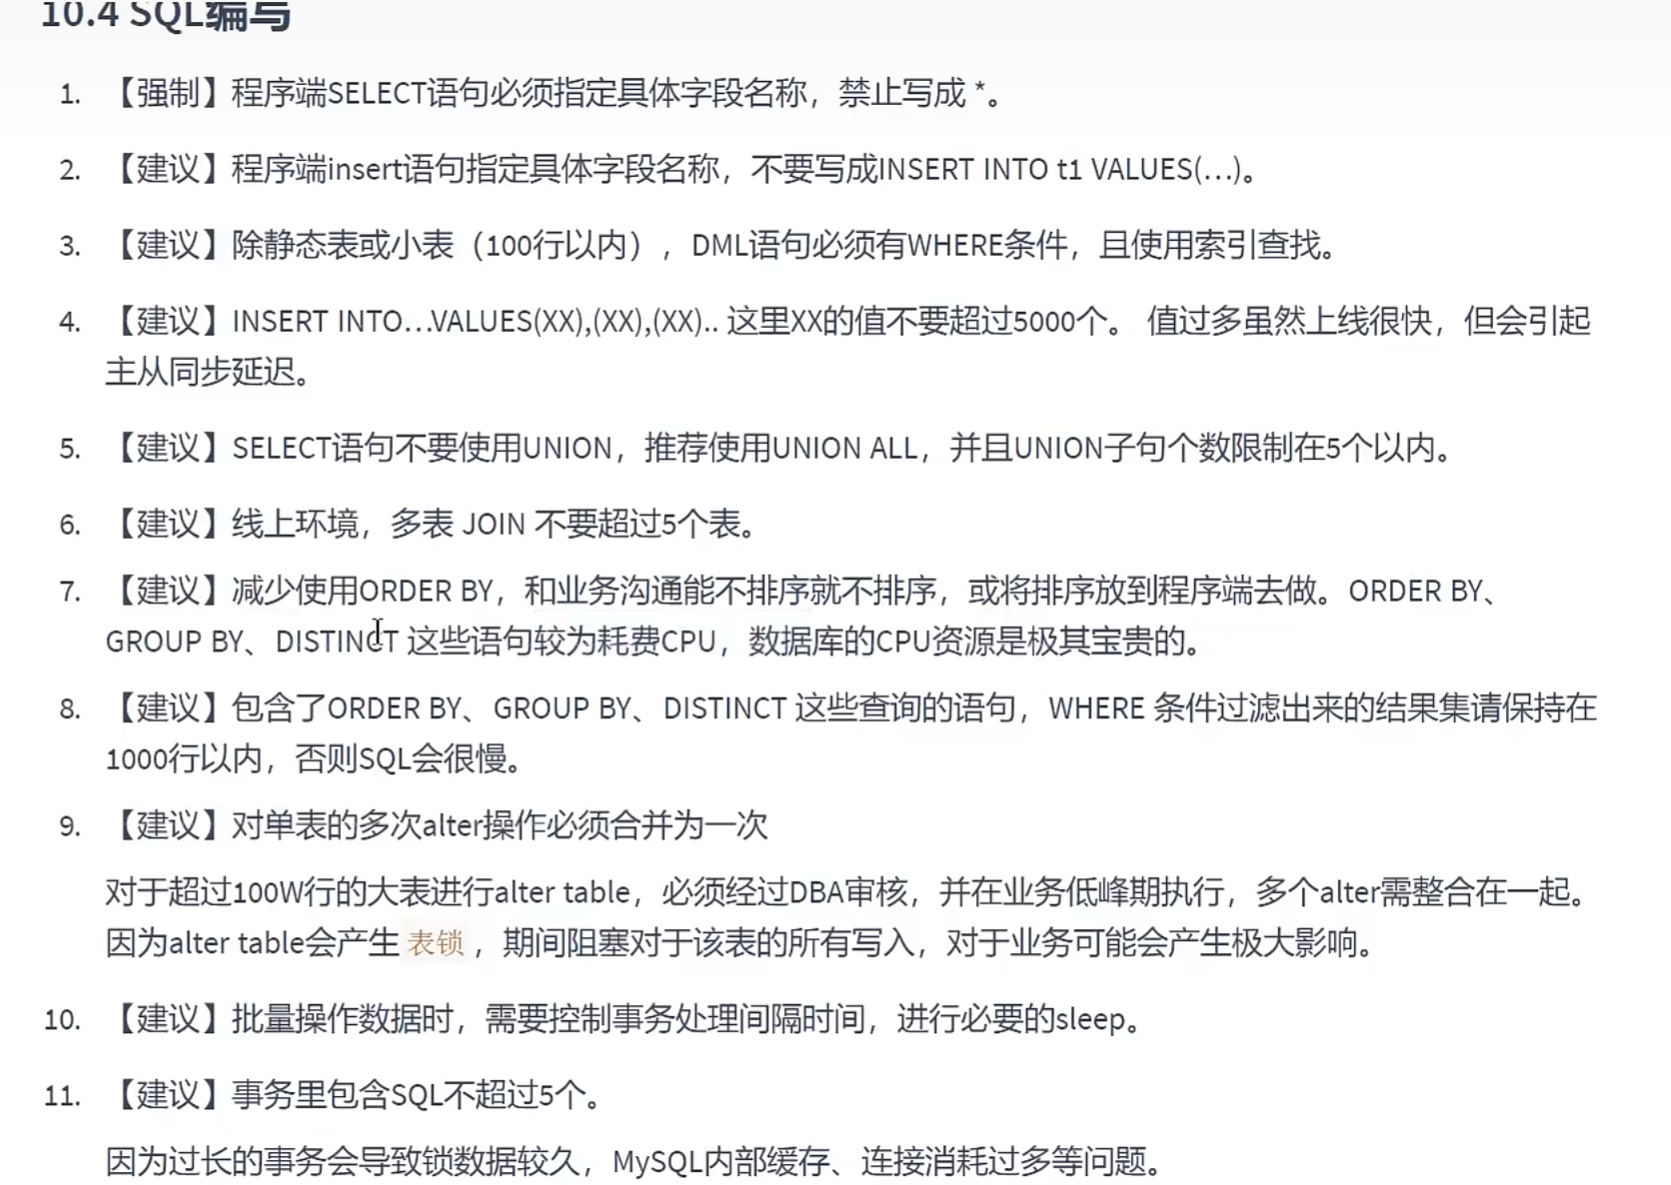 10.4 SQL编写
1. 【强制】程序端SELECT语句必须指定具体字段名称，禁止写成 *。
2. 【建议】程序端insert语句指定具体字段名称，不要写成INSERT INTO t1 VALUES(…)。
3. 【建议】除静态表或小表（100行以内），DML语句必须有WHERE条件，且使用索引查找。
4. 【建议】INSERT INTO…VALUES(XX),(XX),(XX).. 这里XX的值不要超过5000个。 值过多虽然上线很快，但会引起
主从同步延迟。
5. 【建议】SELECT语句不要使用UNION，推荐使用UNION ALL，并且UNION子句个数限制在5个以内。
6. 【建议】线上环境，多表 JOIN 不要超过5个表。
7. 【建议】减少使用ORDER BY，和业务沟通能不排序就不排序，或将排序放到程序端去做。ORDER BY、
GROUP BY、DISTINCT 这些语句较为耗费CPU，数据库的CPU资源是极其宝贵的。
8. 【建议】包含了ORDER BY、GROUP BY、DISTINCT 这些查询的语句，WHERE 条件过滤出来的结果集请保持在
1000行以内，否则SQL会很慢。
9. 【建议】对单表的多次alter操作必须合并为一次
对于超过100W行的大表进行alter table，必须经过DBA审核，并在业务低峰期执行，多个alter需整合在一起。
因为alter table会产生 表锁 ，期间阻塞对于该表的所有写入，对于业务可能会产生极大影响。
10. 【建议】批量操作数据时，需要控制事务处理间隔时间，进行必要的sleep。
11. 【建议】事务里包含SQL不超过5个。
因为过长的事务会导致锁数据较久，MySQL内部缓存、连接消耗过多等问题。